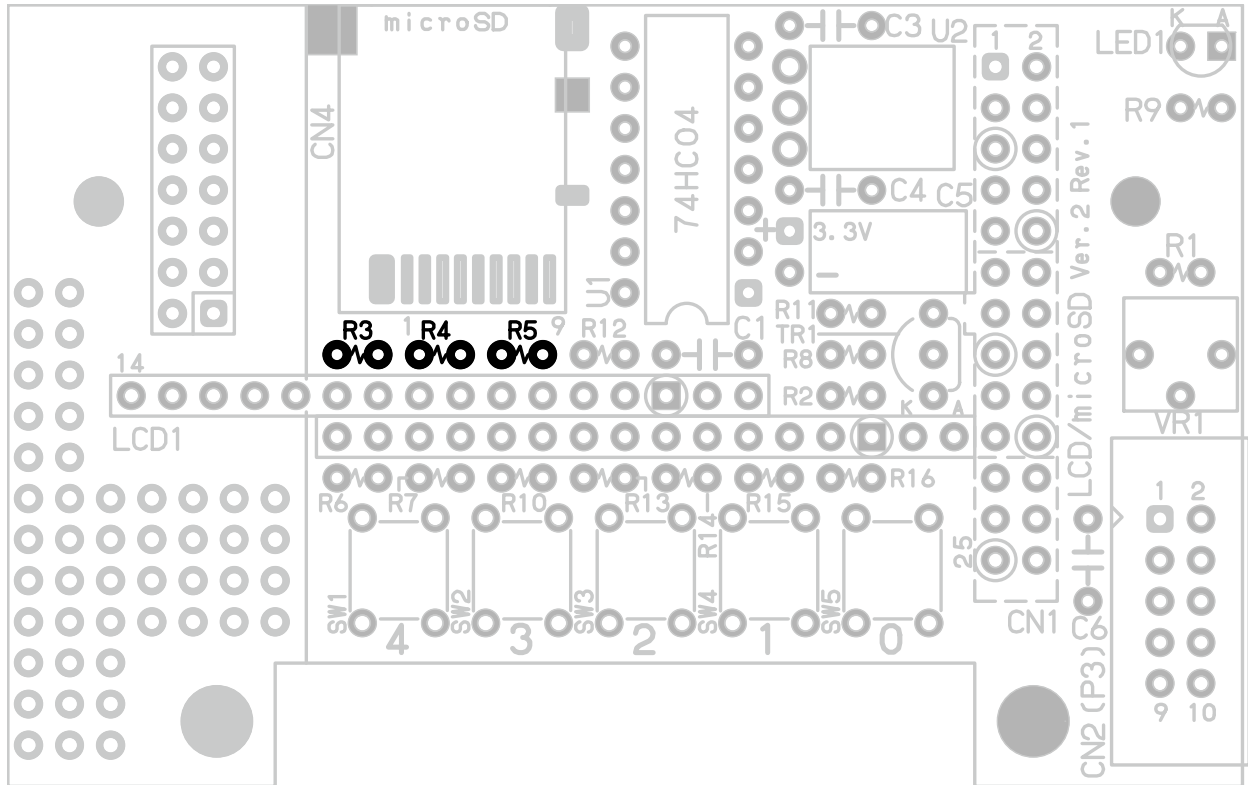 microSD
C3
U2
1 2
K A
LED1
R9
CN4
74HC04
C4
C5
3.3V
LCD/microSD Ver.2 Rev.1
R1
U1
R3
1
R4
R5
9
R12
C1
R11
TR1
R8
14
R2
K A
LCD1
VR1
R6
R7
R10
R13
R14
R15
R16
1 2
25
SW1
SW2
SW3
SW4
SW5
4
3
2
1
0
CN1
C6
CN2(P3)
9 10